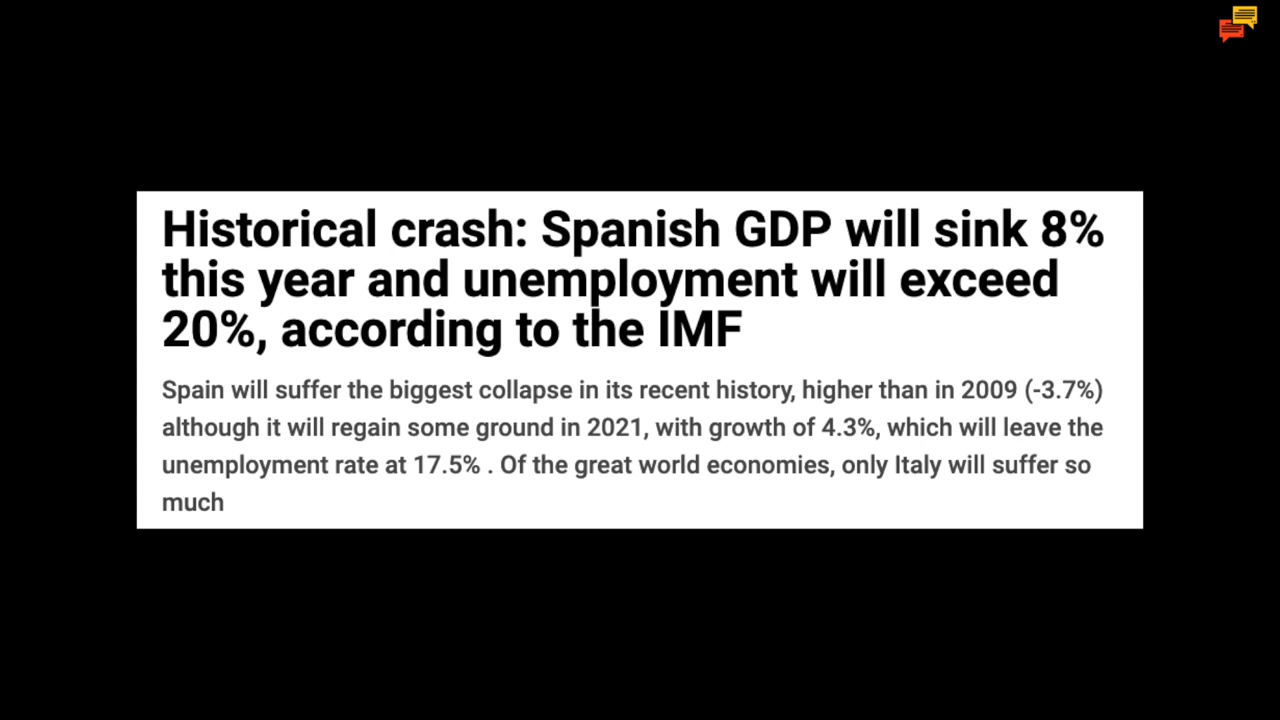 Historical crash: Spanish GDP will sink 8%
this year and unemployment will exceed
20%, according to the IMF
Spain will suffer the biggest collapse in its recent history, higher than in 2009 (-3.7%)
although it will regain some ground in 2021, with growth of 4.3%, which will leave the
unemployment rate at 17.5% . Of the great world economies, only Italy will suffer so
much